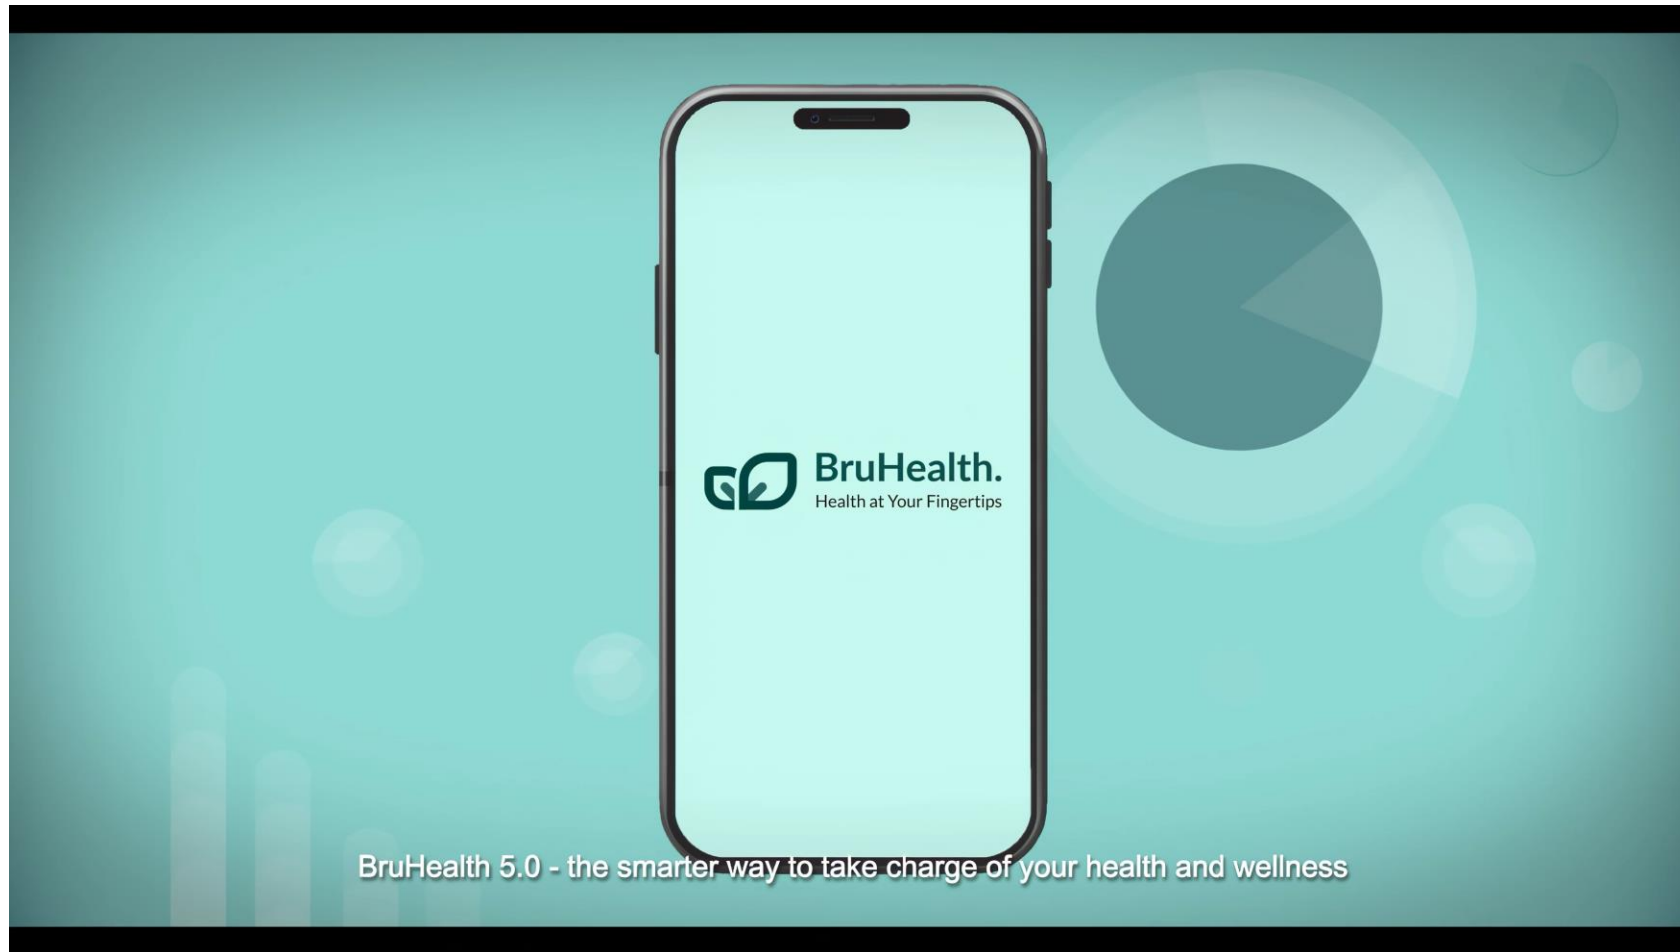 BruHealth.
Health at Your Fingertips
BruHealth 5.0 - the smarter way to take charge of your health and wellness